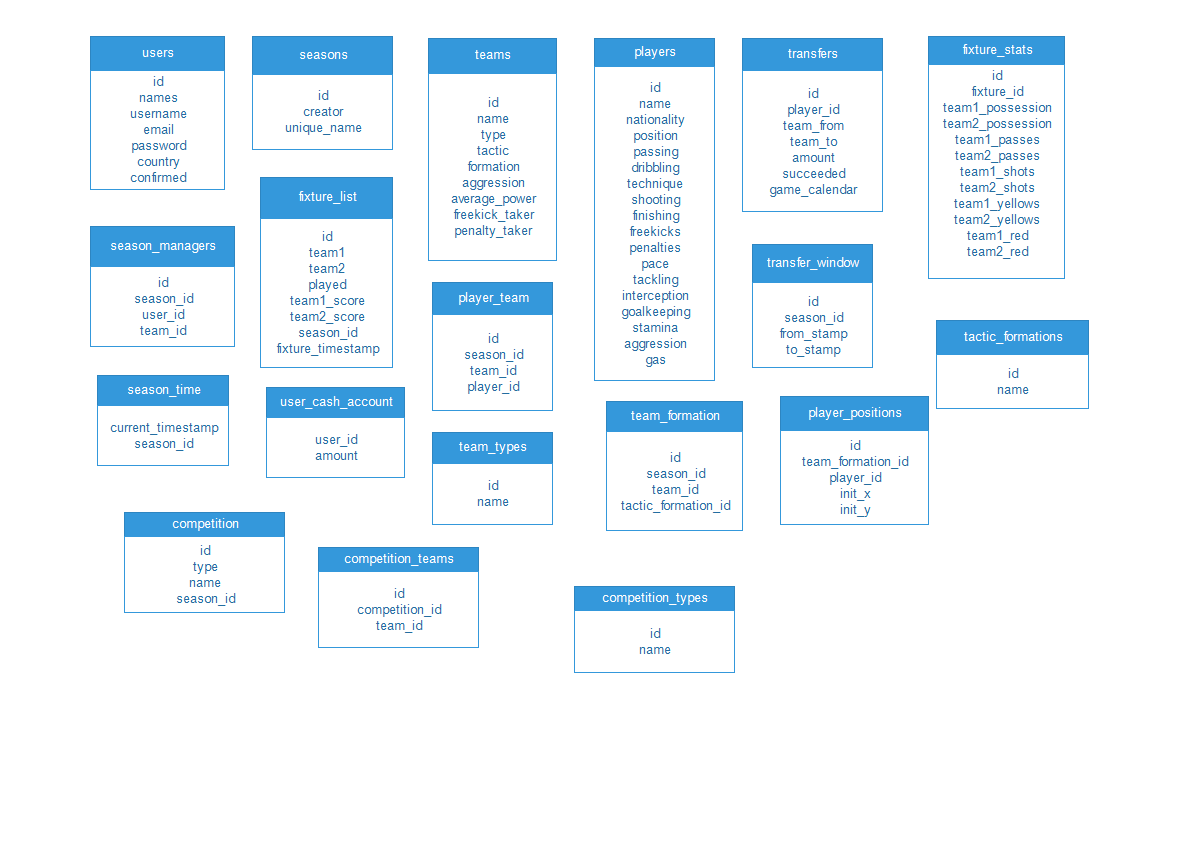 users
id
names
username
email
password
country
confirmed
seasons
id
creator
unique_name
teams
id
name
type
tactic
formation
aggression
average_power
freekick_taker
penalty_taker
players
id
name
nationality
position
passing
dribbling
technique
shooting
finishing
freekicks
penalties
pace
tackling
interception
goalkeeping
stamina
aggression
gas
transfers
id
player_id
team_from
team_to
amount
succeeded
game_calendar
fixture_stats
id
fixture_id
team1_possession
team2_possession
team1_passes
team2_passes
team1_shots
team2_shots
team1_yellows
team2_yellows
team1_red
team2_red
fixture_list
id
team1
team2
played
team1_score
team2_score
season_id
fixture_timestamp
season_managers
id
season_id
user_id
team_id
transfer_window
id
season_id
from_stamp
to_stamp
player_team
id
season_id
team_id
player_id
tactic_formations
id
name
season_time
current_timestamp
season_id
user_cash_account
user_id
amount
team_types
id
name
team_formation
id
season_id
team_id
tactic_formation_id
player_positions
id
team_formation_id
player_id
init_x
init_y
competition
id
type
name
season_id
competition_teams
id
competition_id
team_id
competition_types
id
name